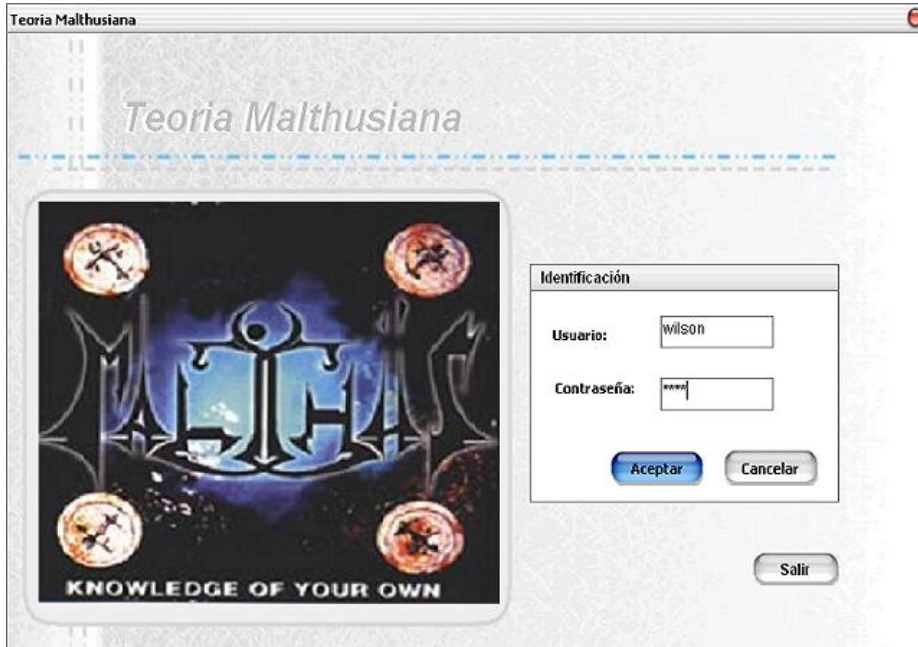 Teoria Malthusiana
Teoria Malthusiana
Identificación
Usuario:
wilson
Contraseña:
****
Aceptar
Cancelar
KNOWLEDGE OF YOUR OWN
Salir